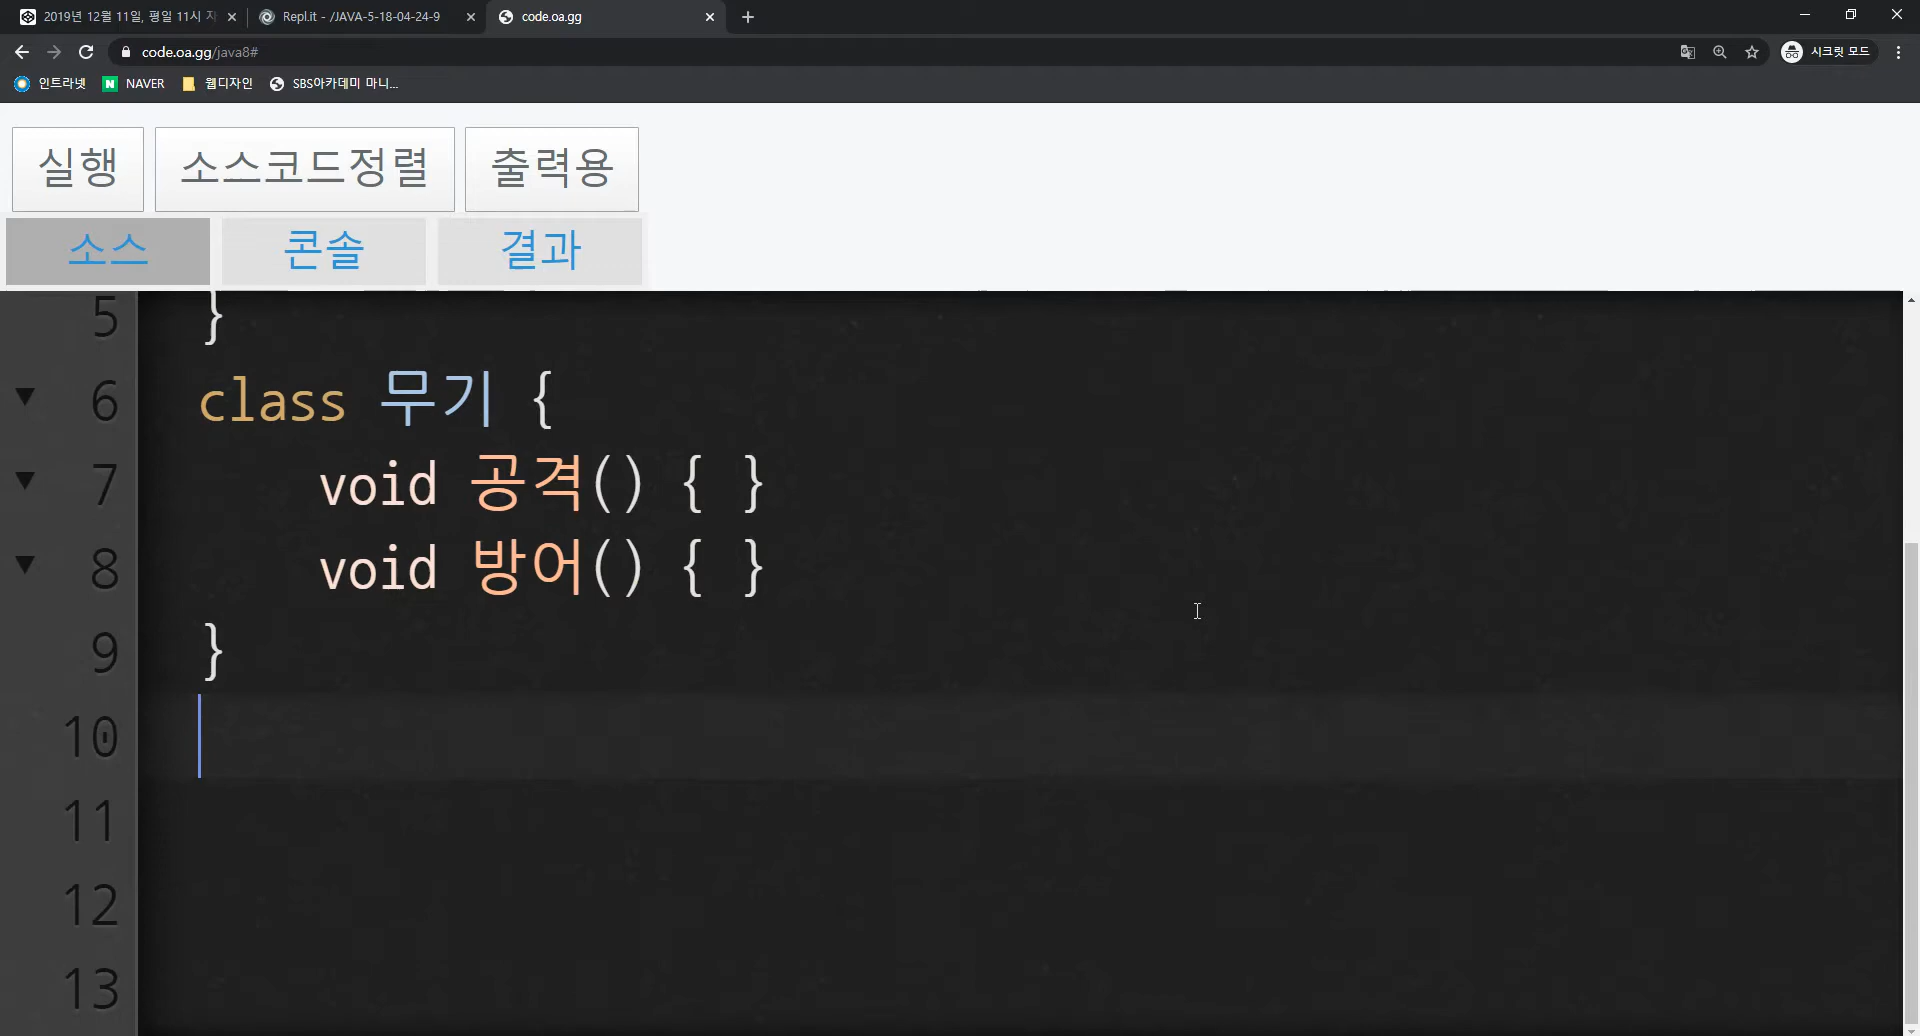 2019년 12월 11일, 평일 11시 자
Repl.it - /JAVA-5-18-04-24-9
code.oa.gg
code.oa.gg/java8#
시크릿 모드
인트라넷
NAVER
웹디자인
SBS아카데미 마니...
실행
소스코드정렬
출력용
소스
콘솔
결과
5 }
6 class 무기 {
7 void 공격() { }
8 void 방어() { }
9 }
10
11
12
13